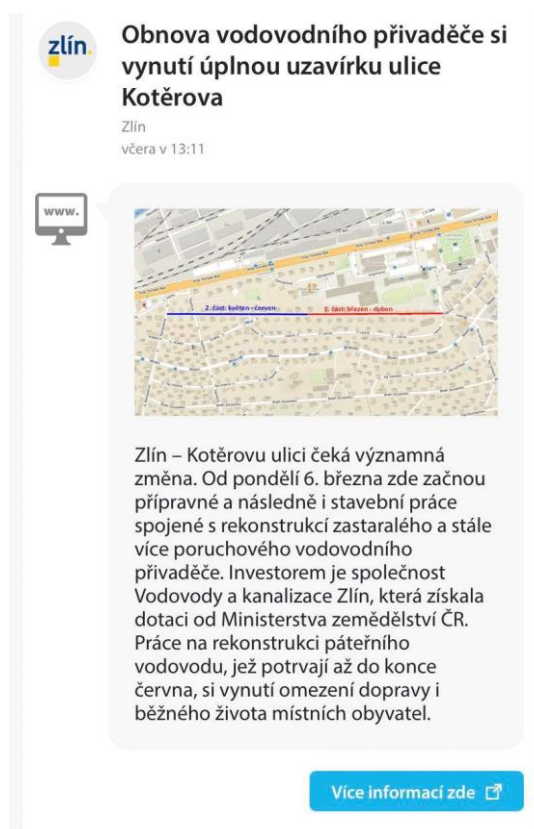 zlín.
Obnova vodovodního přivaděče si
vynutí úplnou uzavírku ulice
Kotěrova
Zlín
včera v 13:11
www.
2. část: květen - červen
Zlín – Kotěrovu ulici čeká významná
změna. Od pondělí 6. března zde začnou
přípravné a následně i stavební práce
spojené s rekonstrukcí zastaralého a stále
více poruchového vodovodního
přivaděče. Investorem je společnost
Vodovody a kanalizace Zlín, která získala
dotaci od Ministerstva zemědělství ČR.
Práce na rekonstrukci páteřního
vodovodu, jež potrvají až do konce
června, si vynutí omezení dopravy i
běžného života místních obyvatel.
Více informací zde